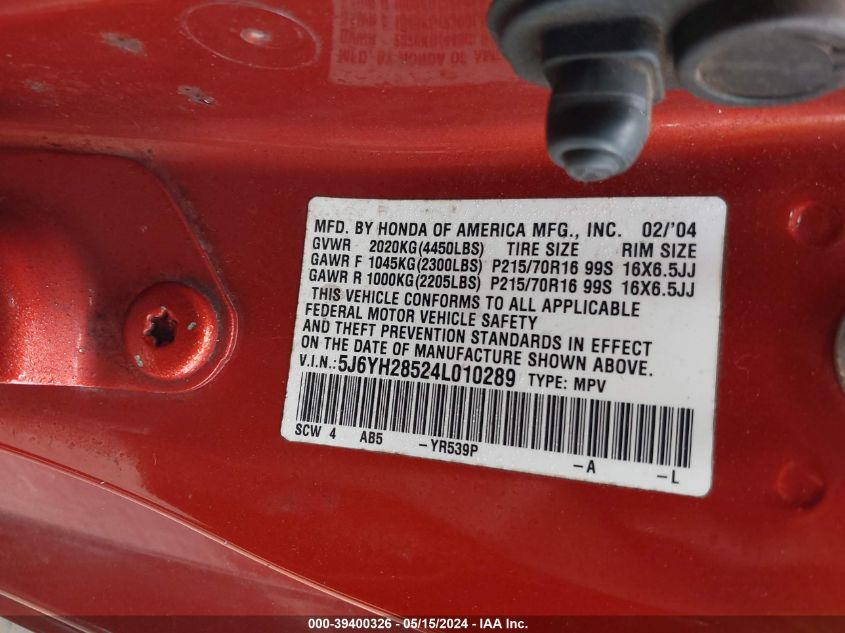 MFD. BY HONDA OF AMERICA MFG., INC. 02/'04
GVWR 2020KG(4450LBS) TIRE SIZE RIM SIZE
GAWR F 1045KG(2300LBS) P215/70R16 99S 16X6.5JJ
GAWR R 1000KG(2205LBS) P215/70R16 99S 16X6.5JJ
THIS VEHICLE CONFORMS TO ALL APPLICABLE
FEDERAL MOTOR VEHICLE SAFETY
AND THEFT PREVENTION STANDARDS IN EFFECT
ON THE DATE OF MANUFACTURE SHOWN ABOVE.
V.I.N.:5J6YH28524L010289 TYPE: MPV
SCW 4 AB5 -YR539P -A -L
000-39400326 - 05/15/2024 - IAA Inc.